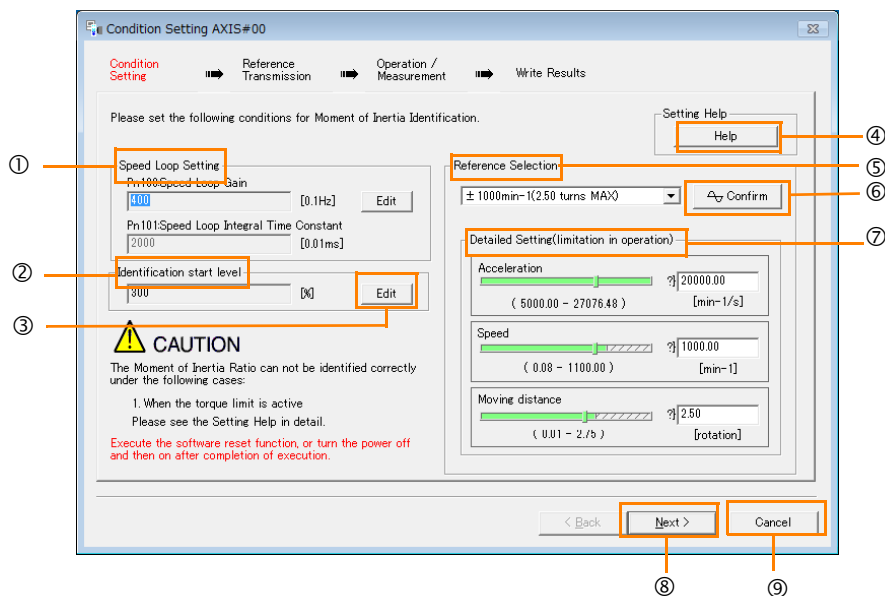 Condition Setting AXIS#00
Condition Setting
Reference Transmission
Operation / Measurement
Write Results
Please set the following conditions for Moment of Inertia Identification.
Setting Help
Help
④
①
Speed Loop Setting
Pn100:Speed Loop Gain
400 [0.1Hz] Edit
Pn101:Speed Loop Integral Time Constant
2000 [0.01ms]
②
Identification start level
300 [%] Edit
③
CAUTION
The Moment of Inertia Ratio can not be identified correctly
under the following cases:
1. When the torque limit is active
Please see the Setting Help in detail.
Execute the software reset function, or turn the power off
and then on after completion of execution.
Reference Selection
⑤
± 1000min-1(2.50 turns MAX)
Confirm
⑥
Detailed Setting(limitation in operation)
⑦
Acceleration
?} 20000.00
( 5000.00 - 27076.48 ) [min-1/s]
Speed
?} 1000.00
( 0.08 - 1100.00 ) [min-1]
Moving distance
?} 2.50
( 0.01 - 2.75 ) [rotation]
< Back
Next >
Cancel
⑧
⑨